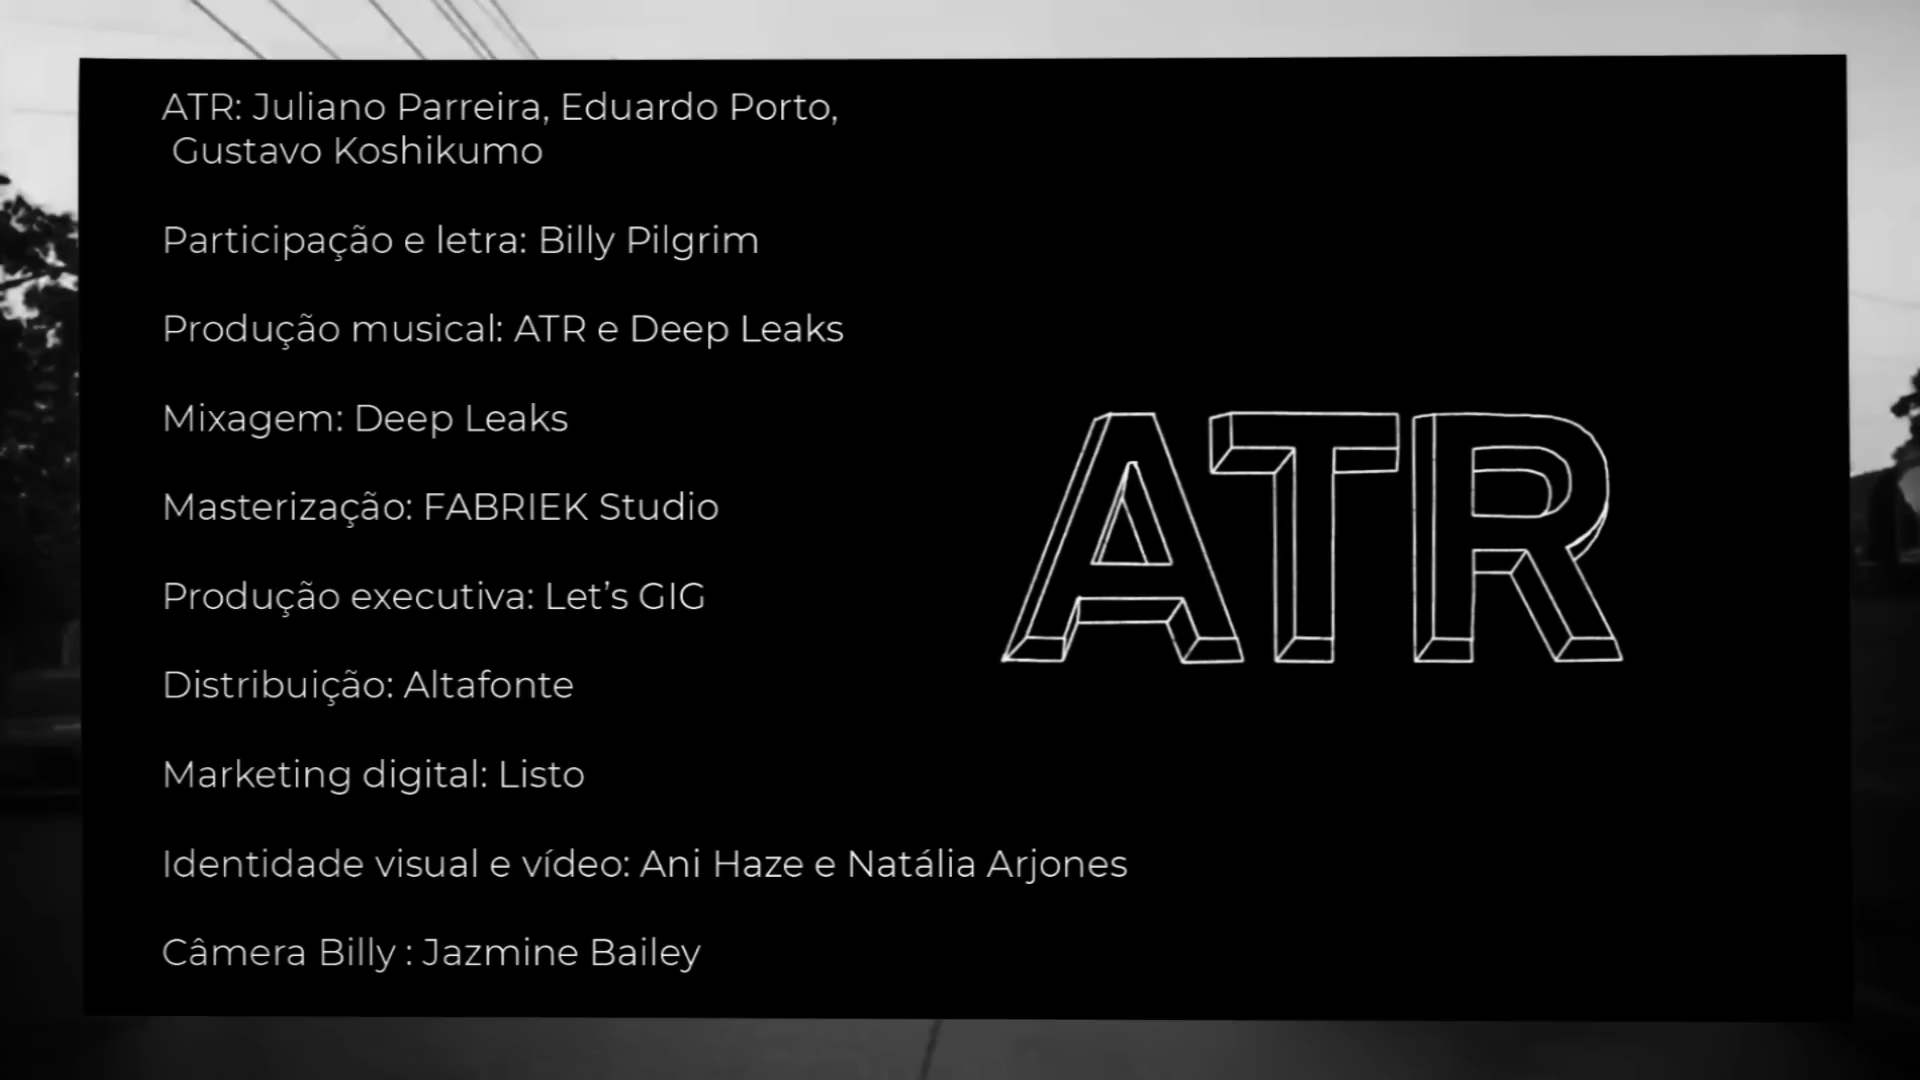 ATR: Juliano Parreira, Eduardo Porto,
Gustavo Koshikumo
Participação e letra: Billy Pilgrim
Produção musical: ATR e Deep Leaks
Mixagem: Deep Leaks
Masterização: FABRIEK Studio
Produção executiva: Let’s GIG
Distribuição: Altafonte
Marketing digital: Listo
Identidade visual e vídeo: Ani Haze e Natália Arjones
Câmera Billy : Jazmine Bailey
ATR